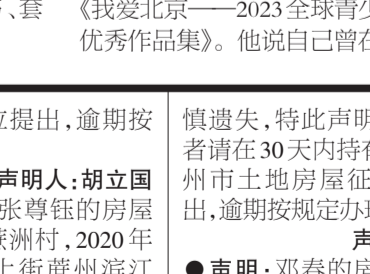 、套
《我爱北京——2023全球青少
优秀作品集》。他说自己曾在
提出,逾期按
声明人:胡立国
张尊钰的房屋
蔴洲村,2020年
上街蔴州滨江
慎遗失,特此声明
者请在30天内持有
州市土地房屋征
出,逾期按规定办理
声
●声明:邓春的房